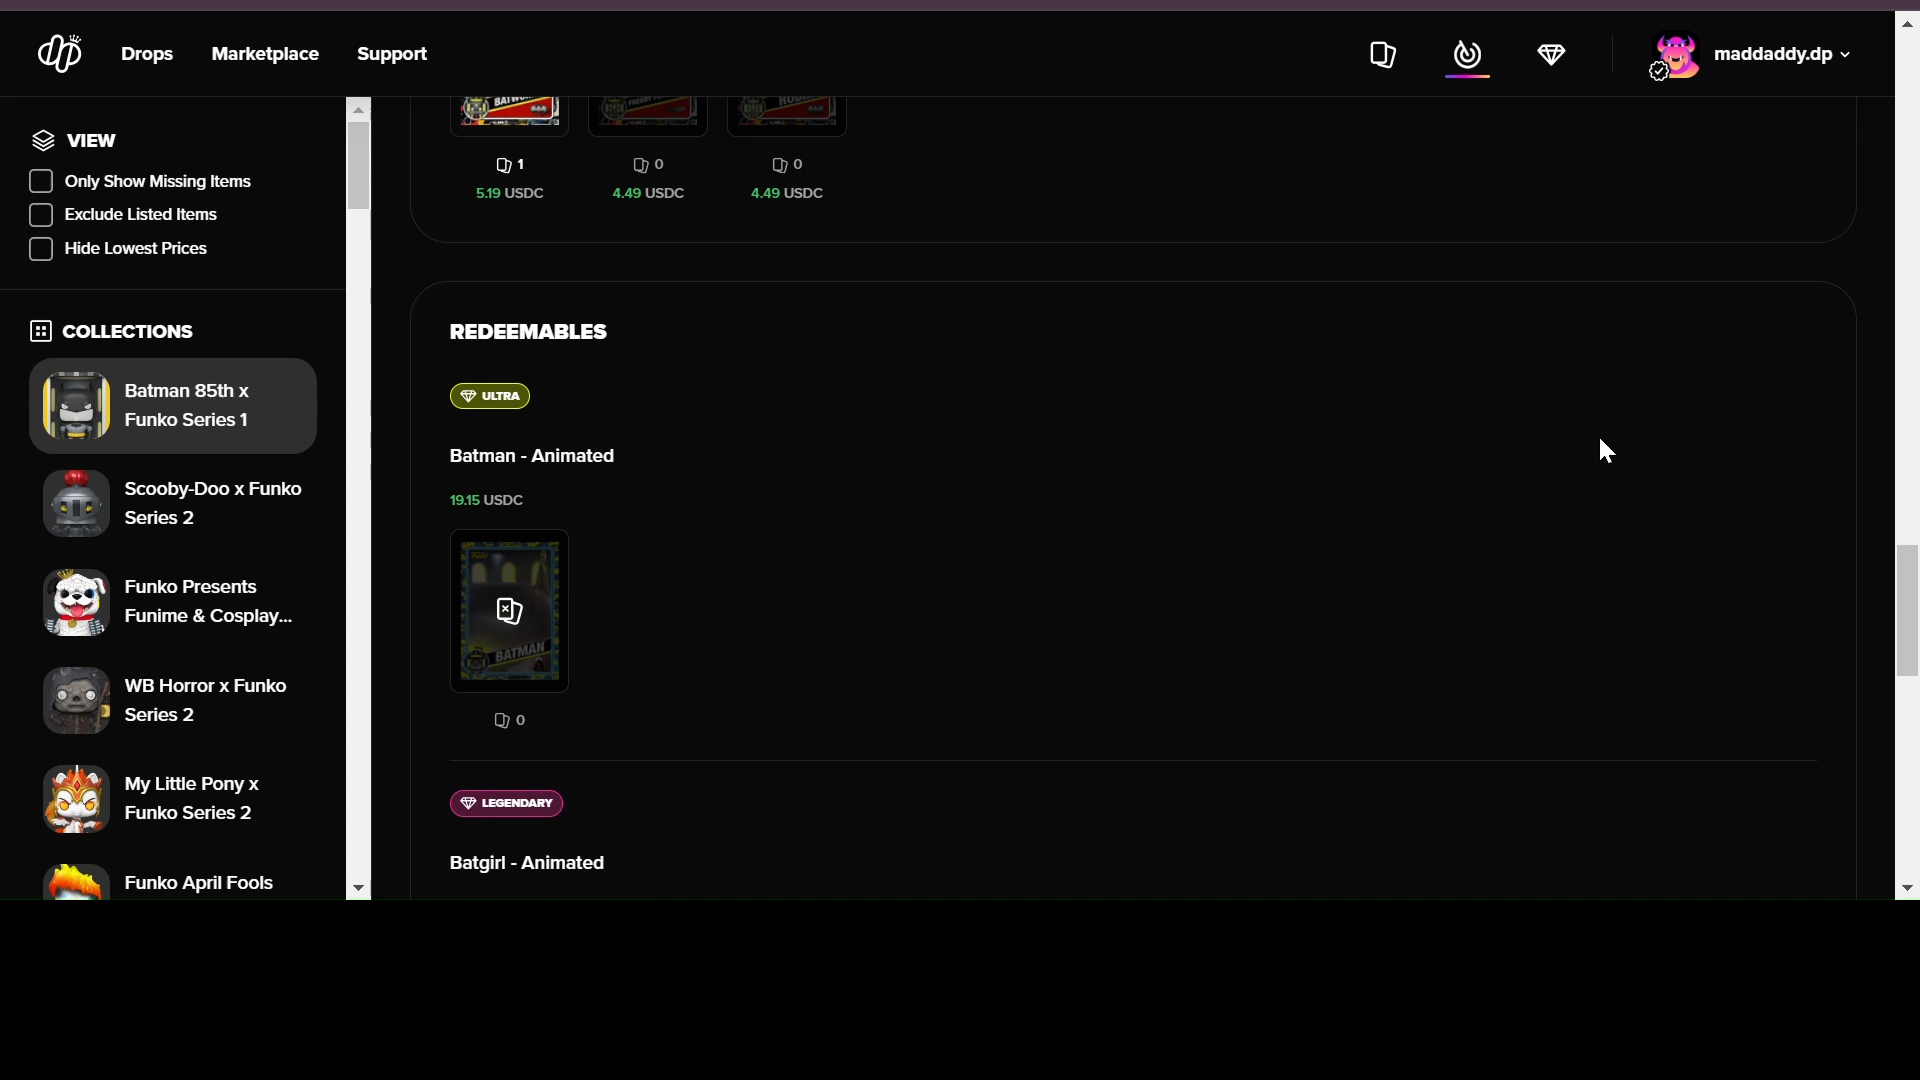 Drops
Marketplace
Support
maddaddy.dp
VIEW
Only Show Missing Items
Exclude Listed Items
Hide Lowest Prices
COLLECTIONS
Batman 85th x
Funko Series 1
Scooby-Doo x Funko
Series 2
Funko Presents
Funime & Cosplay...
WB Horror x Funko
Series 2
My Little Pony x
Funko Series 2
Funko April Fools
1
0
0
5.19 USDC
4.49 USDC
4.49 USDC
REDEEMABLES
ULTRA
Batman - Animated
19.15 USDC
BATMAN
0
LEGENDARY
Batgirl - Animated